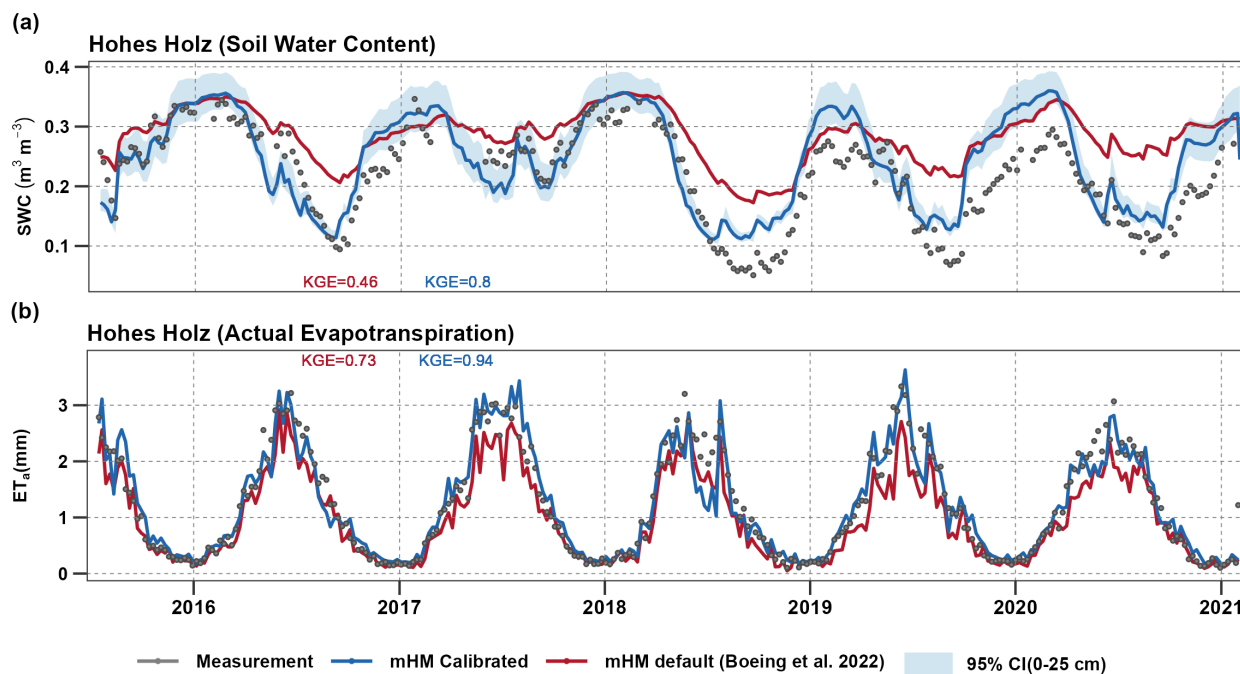 (a)
Hohes Holz (Soil Water Content)
SWC (m³ m⁻³)
0.4
0.3
0.2
0.1
KGE=0.46 KGE=0.8
(b)
Hohes Holz (Actual Evapotranspiration)
KGE=0.73 KGE=0.94
ETₐ(mm)
3
2
1
0
2016 2017 2018 2019 2020 2021
Measurement mHM Calibrated mHM default (Boeing et al. 2022) 95% CI(0-25 cm)